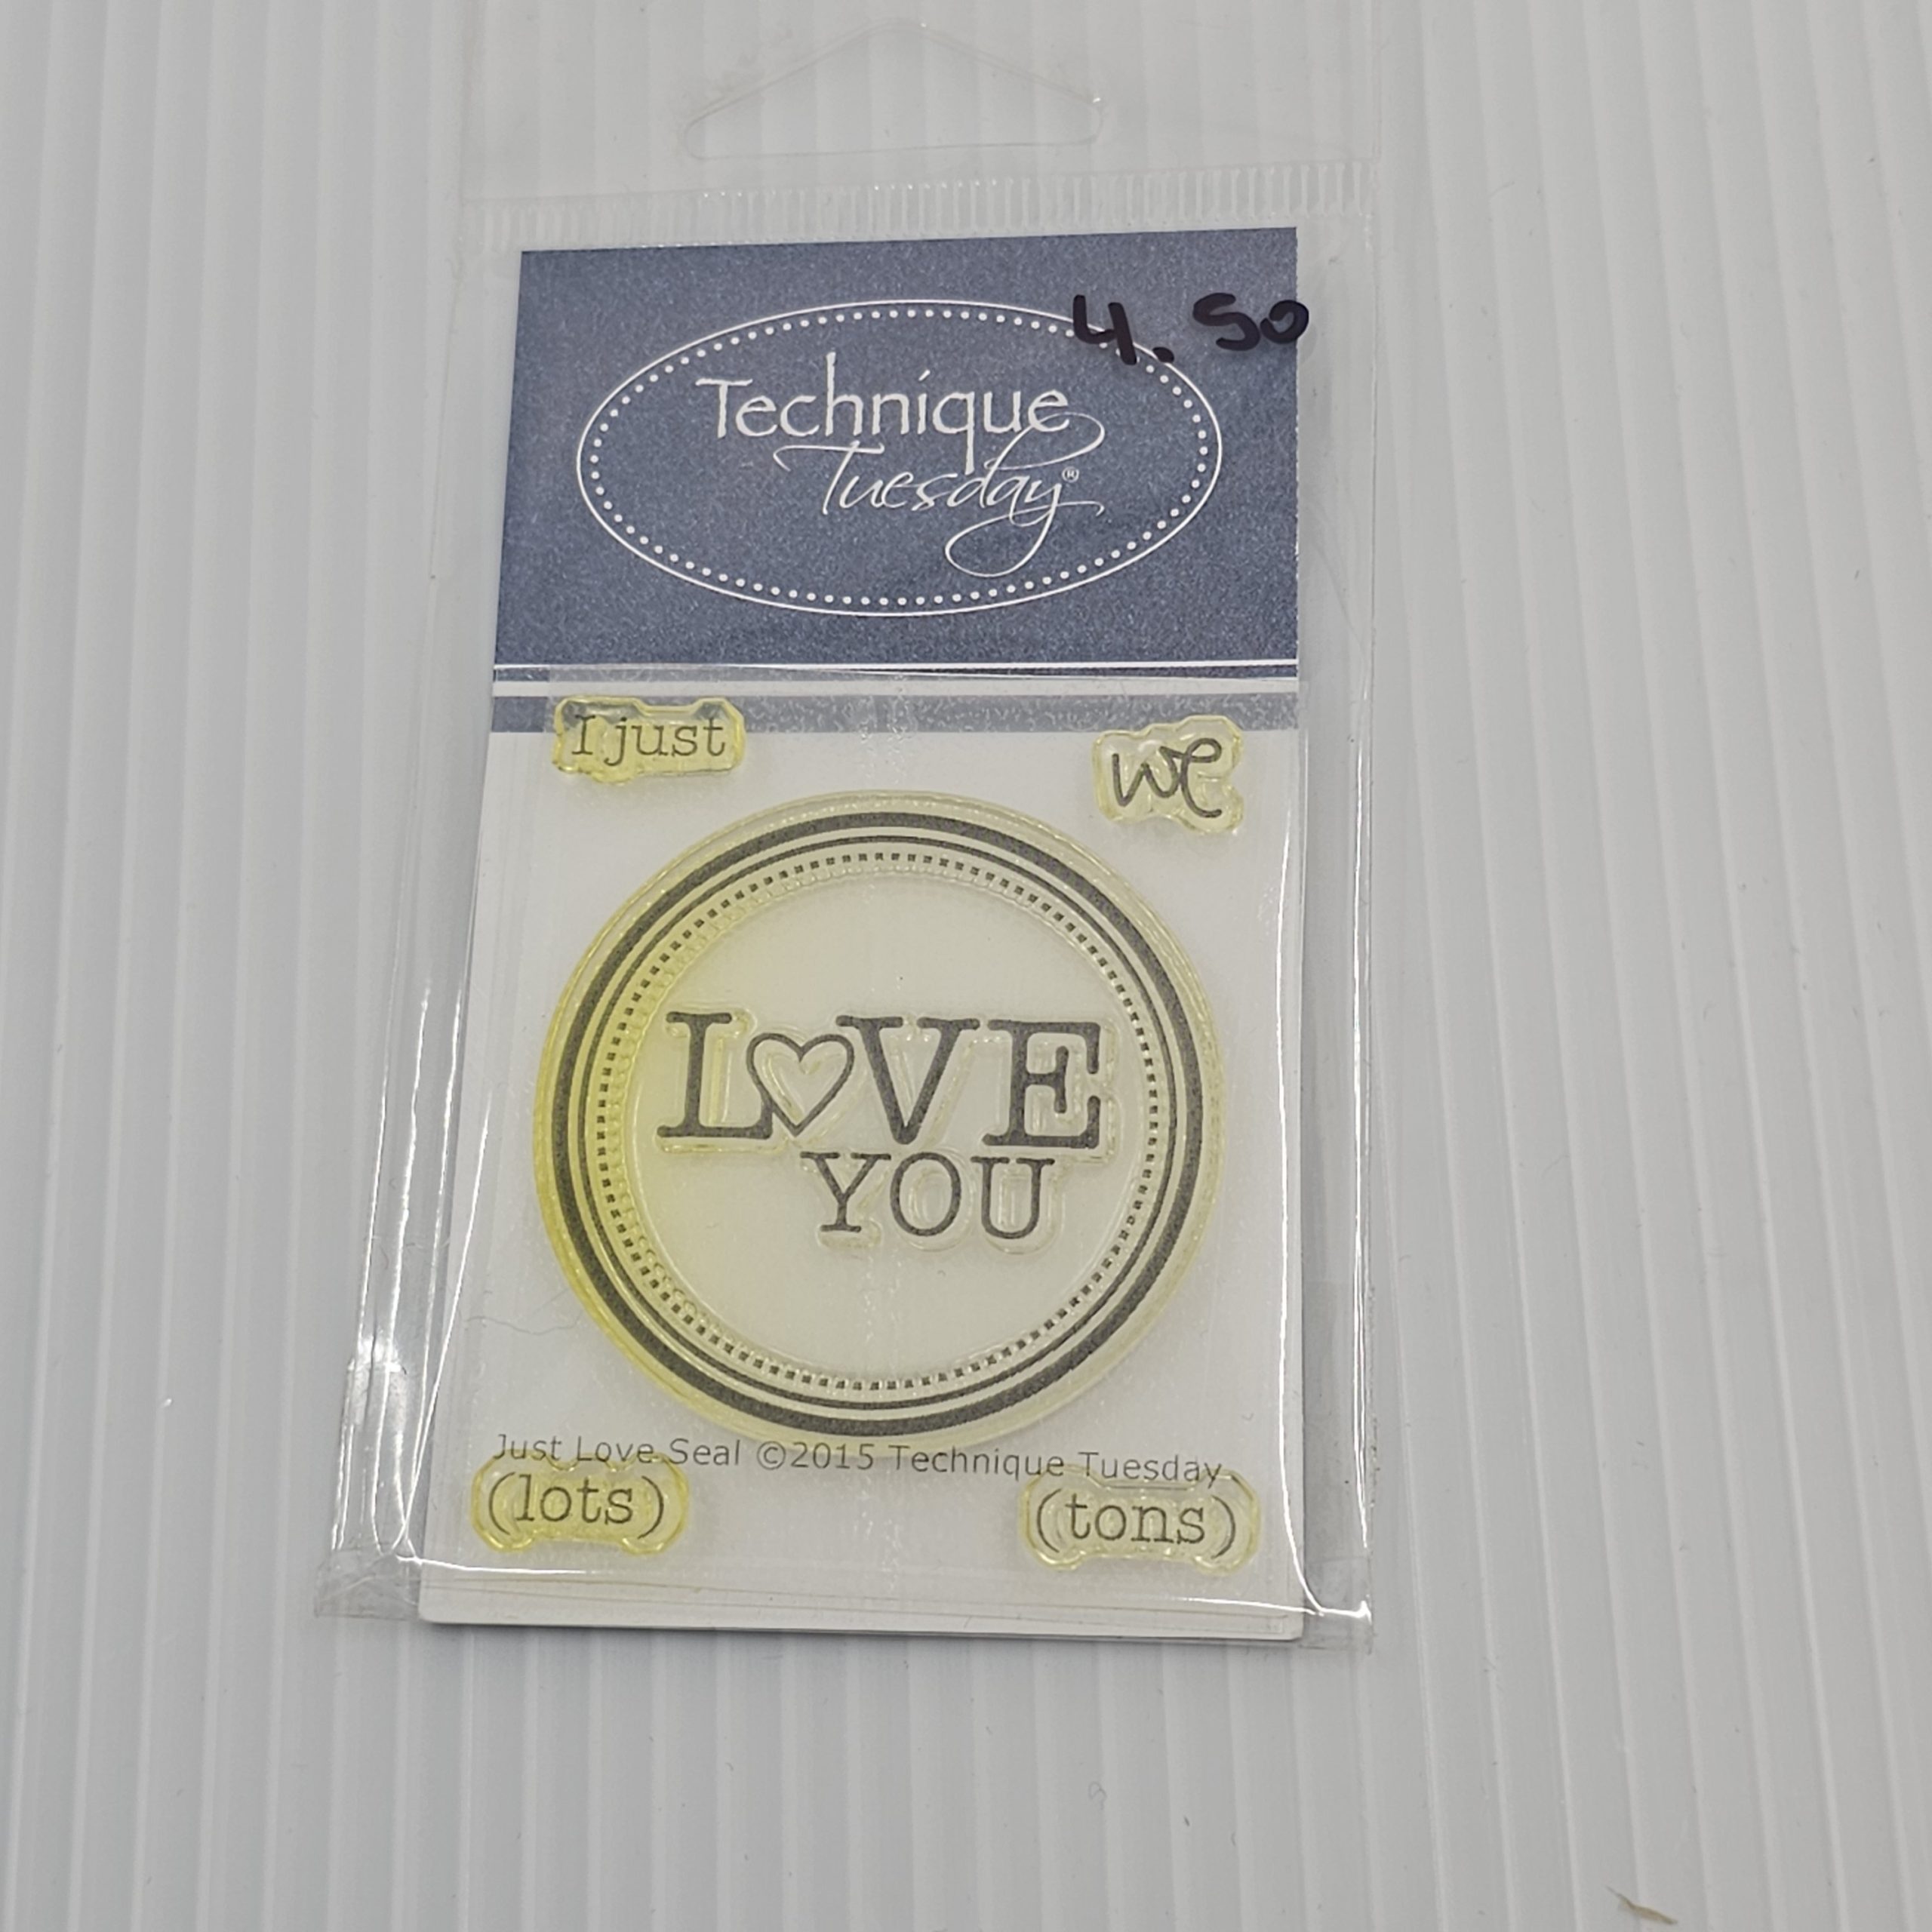 4.50
Technique
Tuesday®
I just
we
LOVE
YOU
Just Love Seal ©2015 Technique Tuesday
(lots)
(tons)